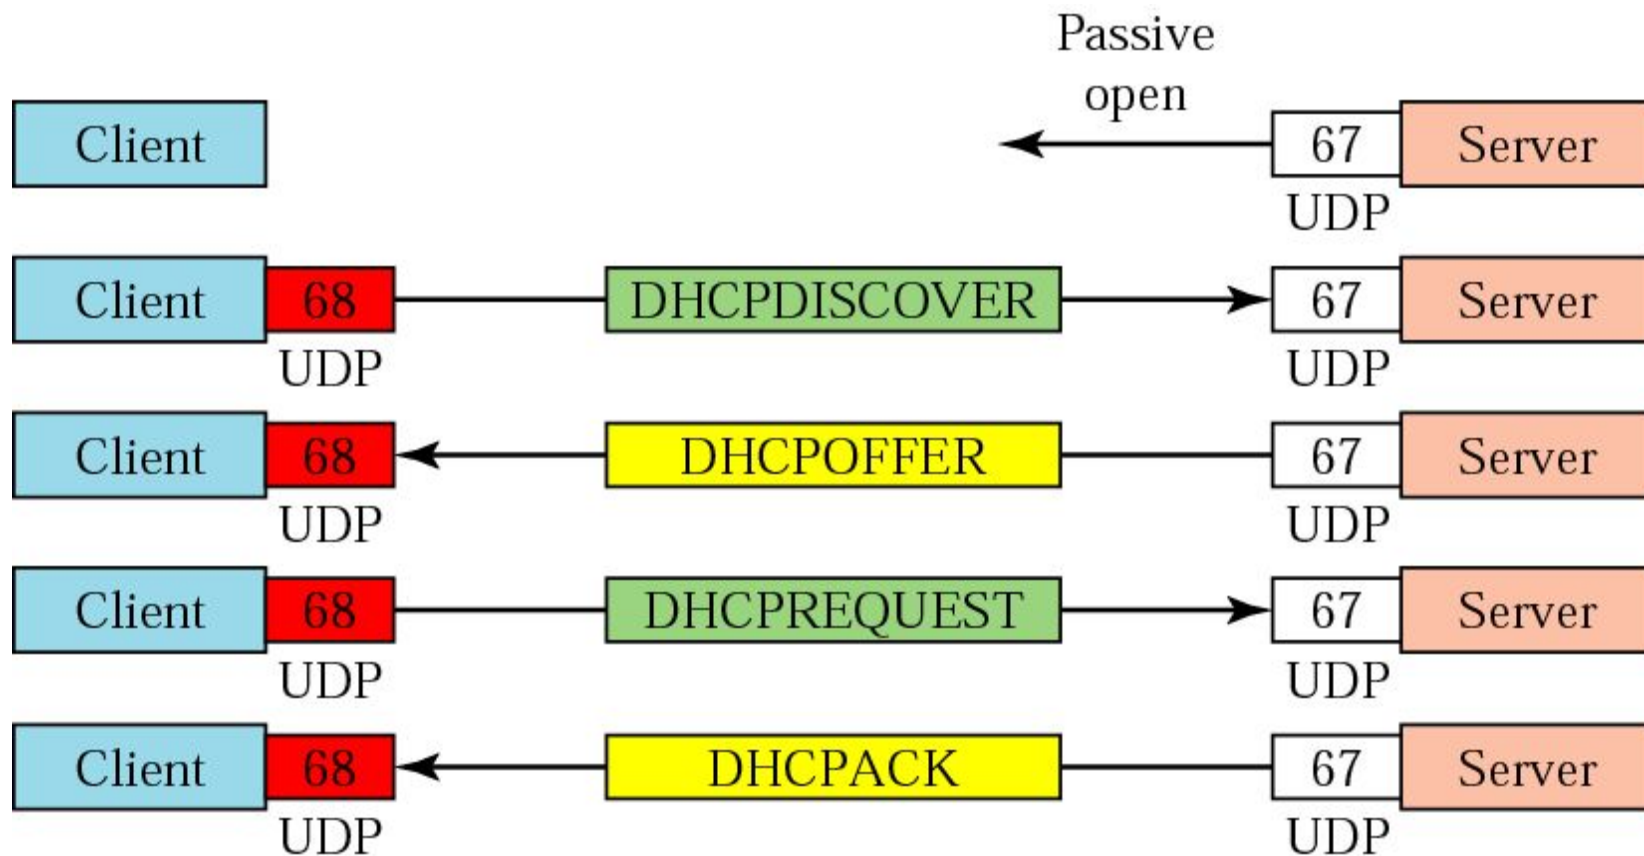 Passive
open
Client 67 Server
UDP
Client 68 DHCPDISCOVER 67 Server
UDP UDP
Client 68 DHCPOFFER 67 Server
UDP UDP
Client 68 DHCPREQUEST 67 Server
UDP UDP
Client 68 DHCPACK 67 Server
UDP UDP